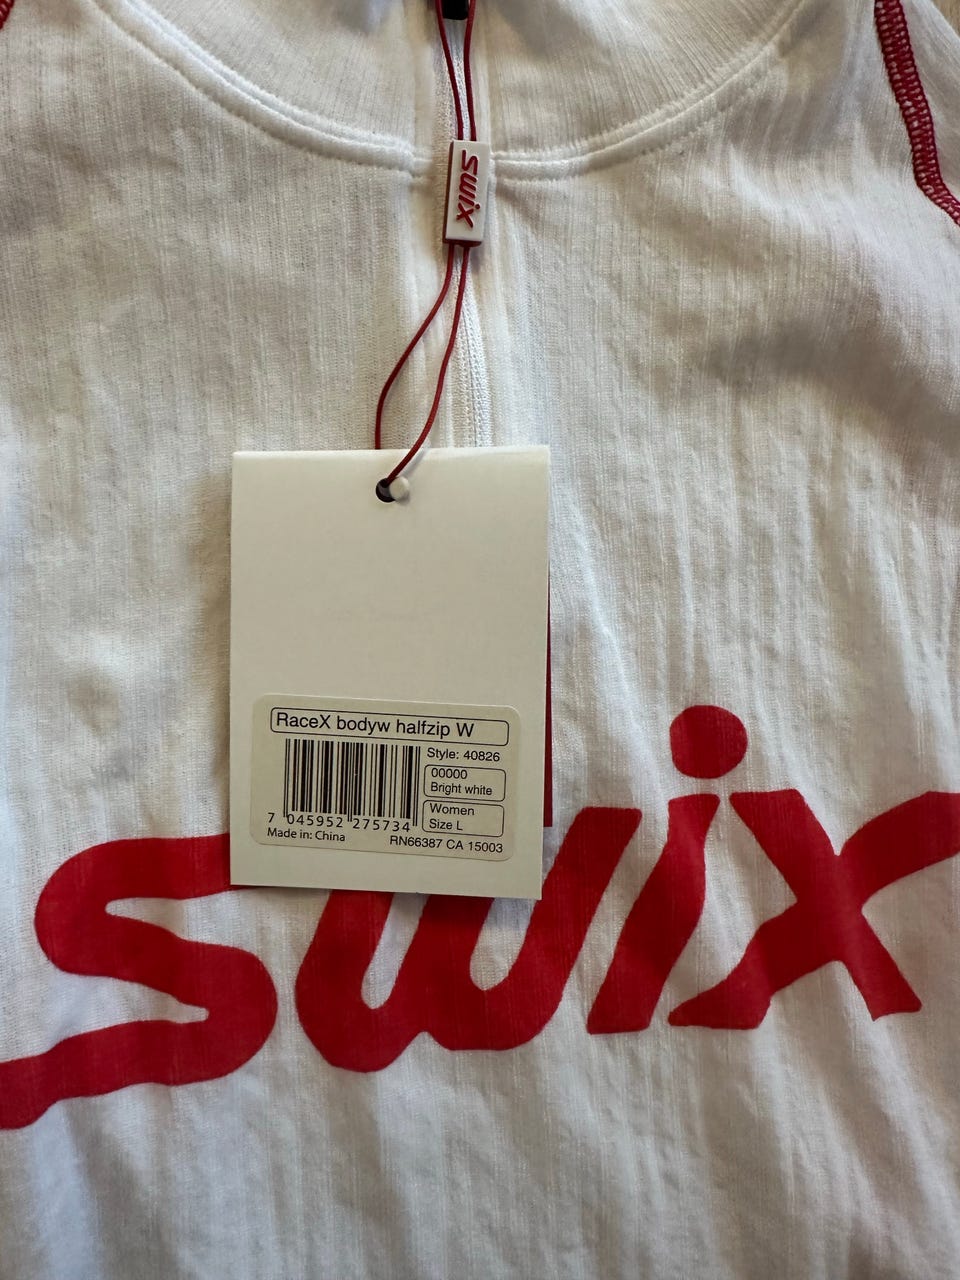 swix
RaceX bodyw halfzip W
Style: 40826
00000
Bright white
Women
Size L
7 045952 275734
Made in: China
RN66387 CA 15003
swix